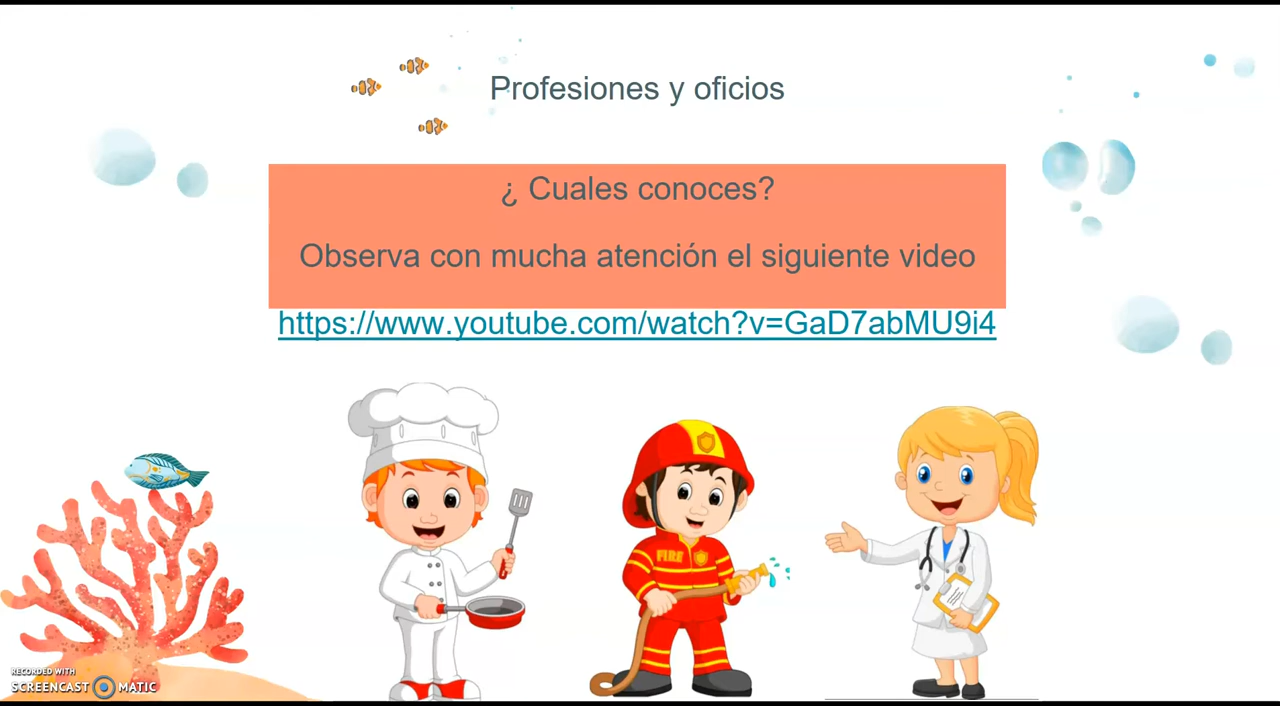 Profesiones y oficios
¿ Cuales conoces?
Observa con mucha atención el siguiente video
https://www.youtube.com/watch?v=GaD7abMU9i4
FIRE
RECORDED WITH
SCREENCAST MATIC